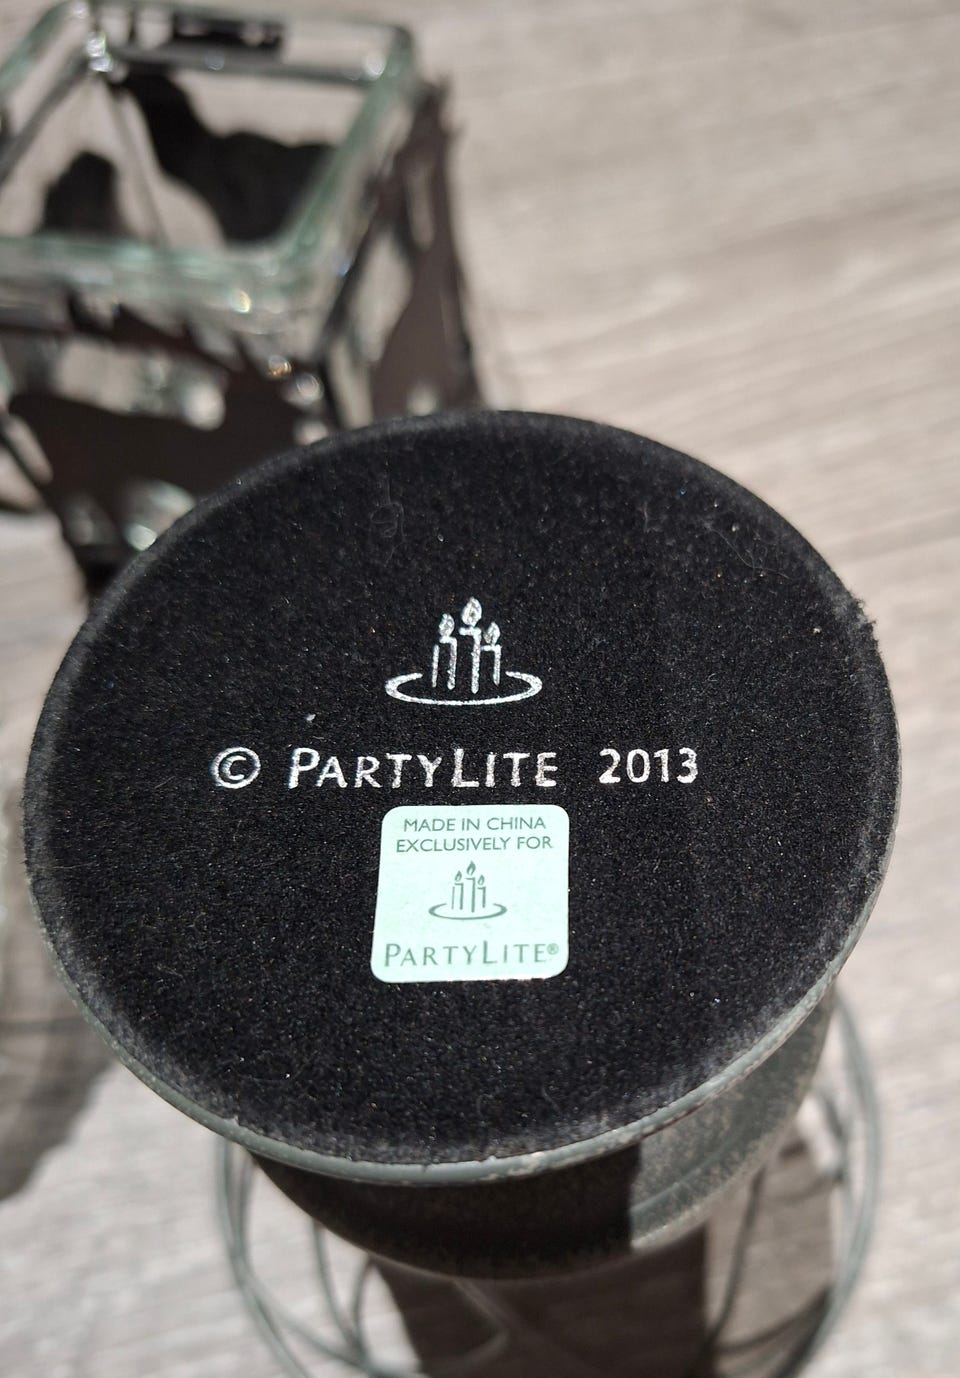 © PARTYLITE 2013
MADE IN CHINA
EXCLUSIVELY FOR
PARTYLITE®